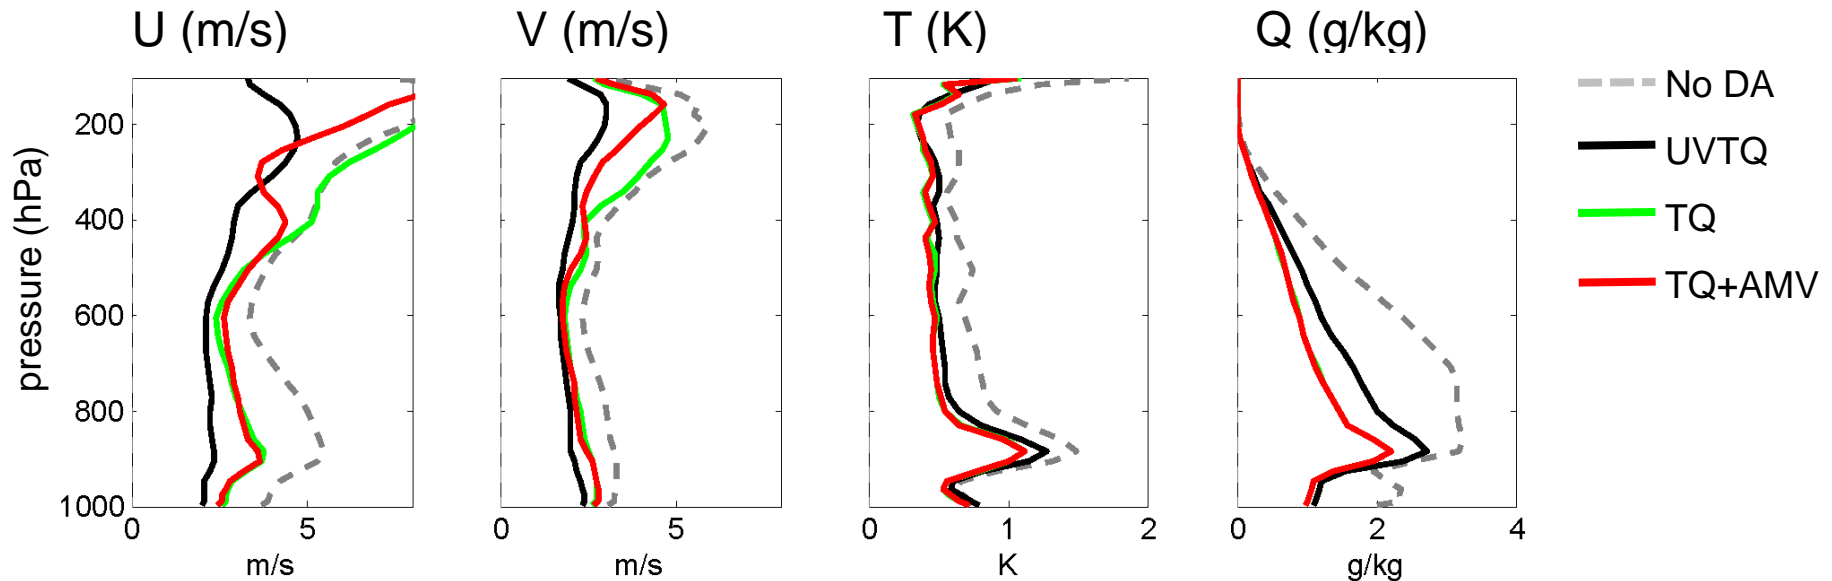 U (m/s)
V (m/s)
T (K)
Q (g/kg)
pressure (hPa)
200
400
600
800
1000
0
5
m/s
0
5
m/s
0
1
2
K
0
2
4
g/kg
No DA
UVTQ
TQ
TQ+AMV